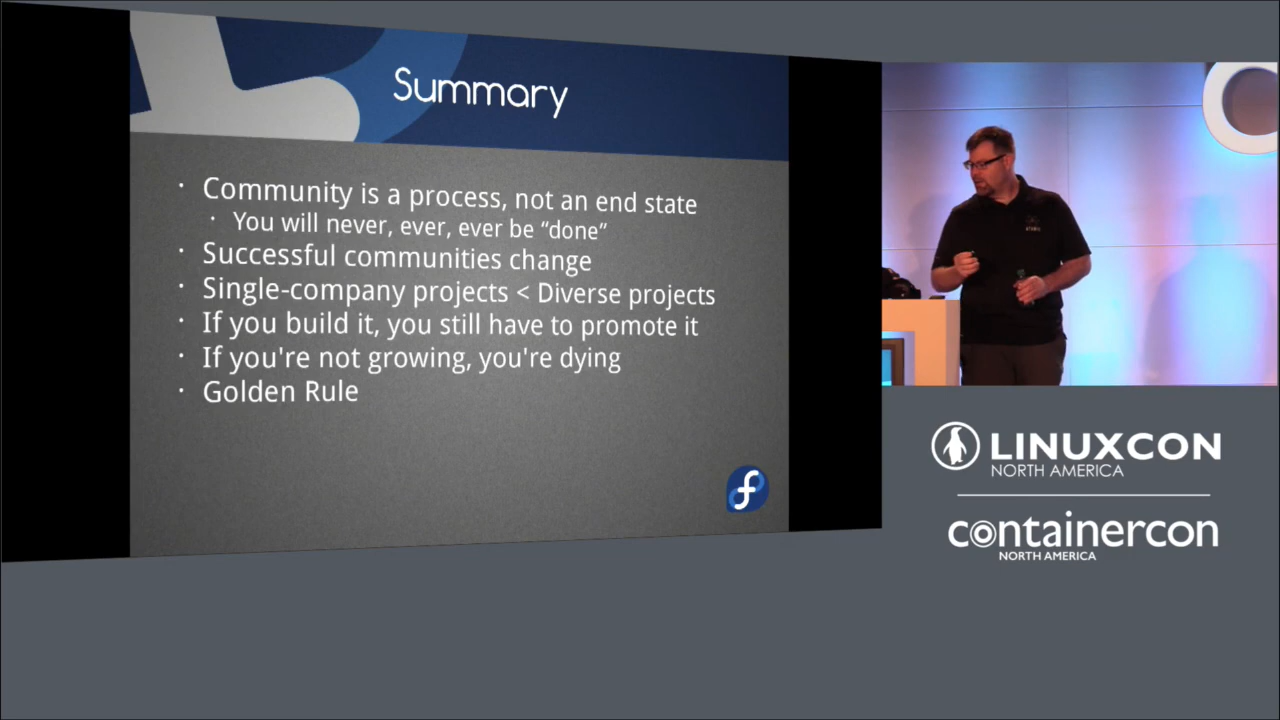 Summary
Community is a process, not an end state
You will never, ever, ever be “done”
Successful communities change
Single-company projects < Diverse projects
If you build it, you still have to promote it
If you're not growing, you're dying
Golden Rule
LINUXCON
NORTH AMERICA
containercon
NORTH AMERICA